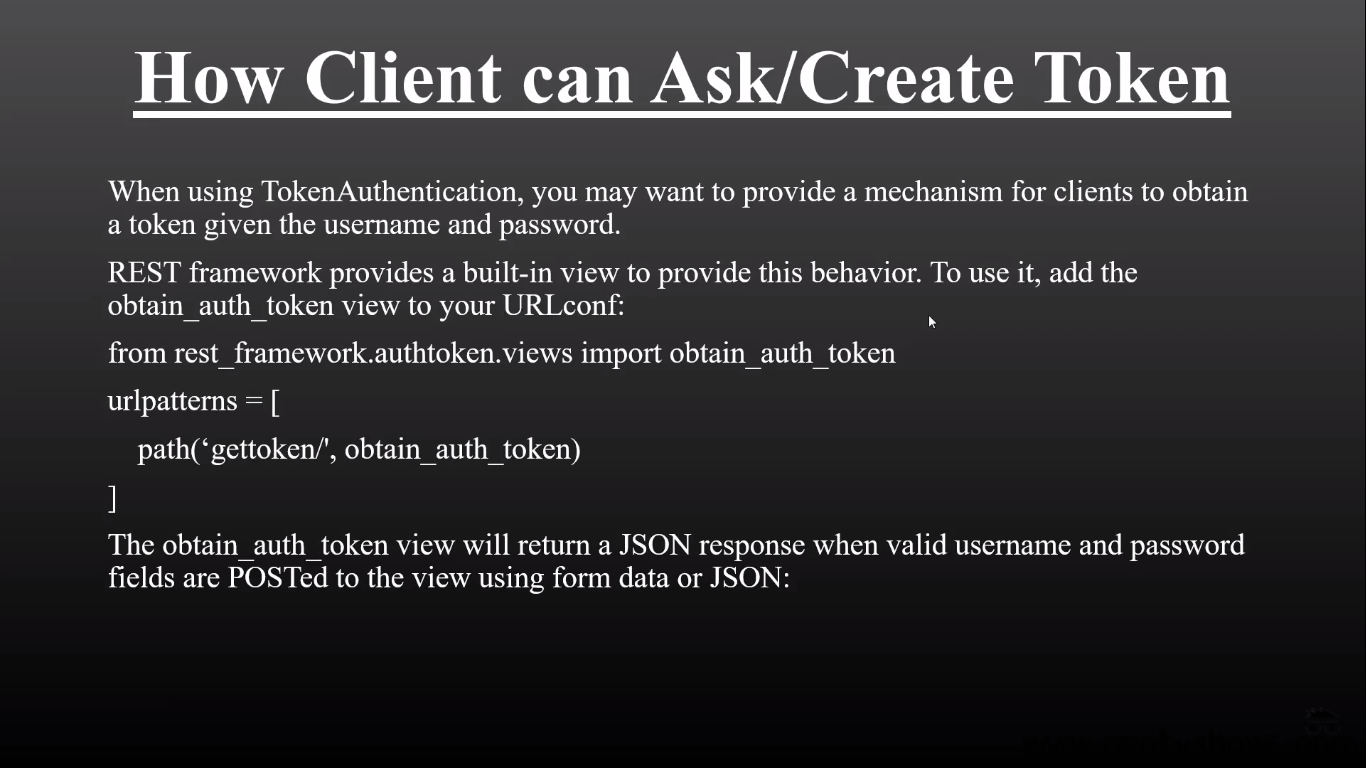 How Client can Ask/Create Token
When using TokenAuthentication, you may want to provide a mechanism for clients to obtain
a token given the username and password.
REST framework provides a built-in view to provide this behavior. To use it, add the
obtain_auth_token view to your URLconf:
from rest_framework.authtoken.views import obtain_auth_token
urlpatterns = [
path(‘gettoken/', obtain_auth_token)
]
The obtain_auth_token view will return a JSON response when valid username and password
fields are POSTed to the view using form data or JSON: